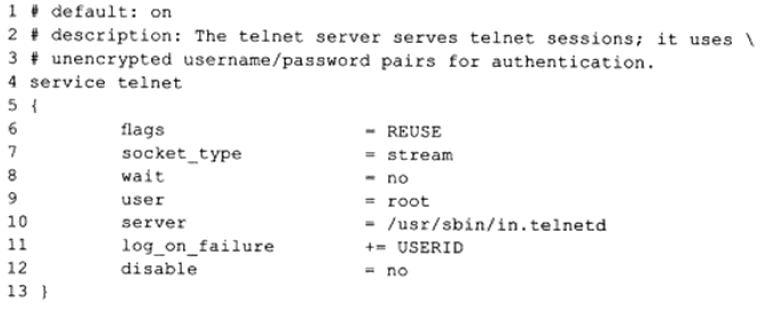 1 # default: on
2 # description: The telnet server serves telnet sessions; it uses \
3 # unencrypted username/password pairs for authentication.
4 service telnet
5 {
6 flags = REUSE
7 socket_type = stream
8 wait = no
9 user = root
10 server = /usr/sbin/in.telnetd
11 log_on_failure += USERID
12 disable = no
13 }